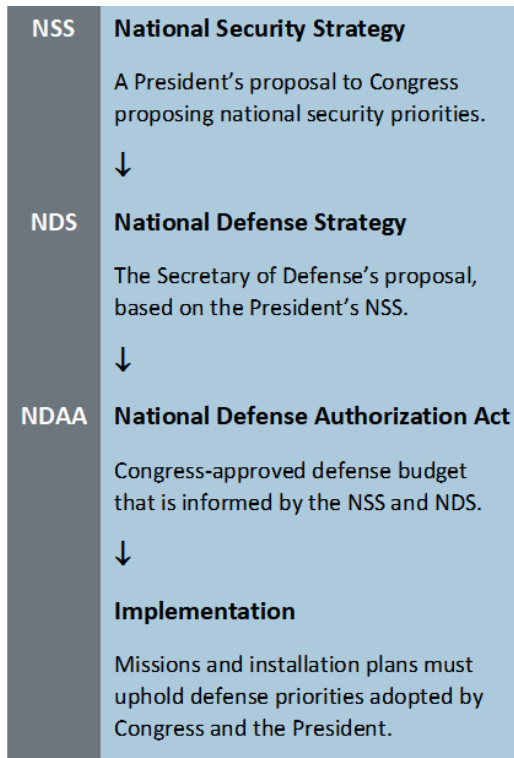 NSS National Security Strategy
A President’s proposal to Congress
proposing national security priorities.
↓
NDS National Defense Strategy
The Secretary of Defense’s proposal,
based on the President’s NSS.
↓
NDAA National Defense Authorization Act
Congress-approved defense budget
that is informed by the NSS and NDS.
↓
Implementation
Missions and installation plans must
uphold defense priorities adopted by
Congress and the President.